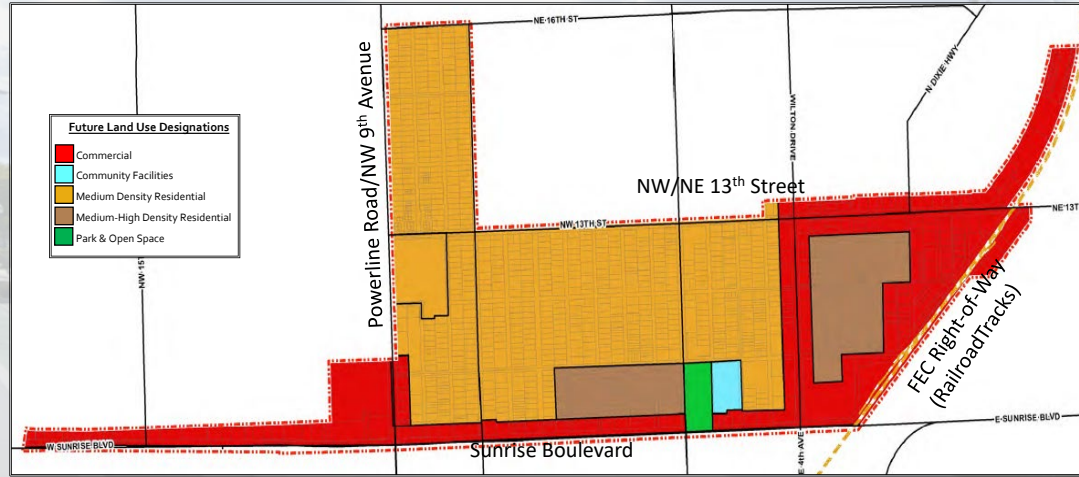 NE 16TH ST
Powerline Road/NW 9th Avenue
N DIXIE HWY
WILTON DRIVE
Future Land Use Designations
Commercial
Community Facilities
Medium Density Residential
Medium-High Density Residential
Park & Open Space
NW/NE 13th Street
NW 13TH ST
NE 13T
NW 15T
FEC Right-of-Way
(RailroadTracks)
W SUNRISE BLVD
Sunrise Boulevard
E 4th AVE
E SUNRISE BLVD